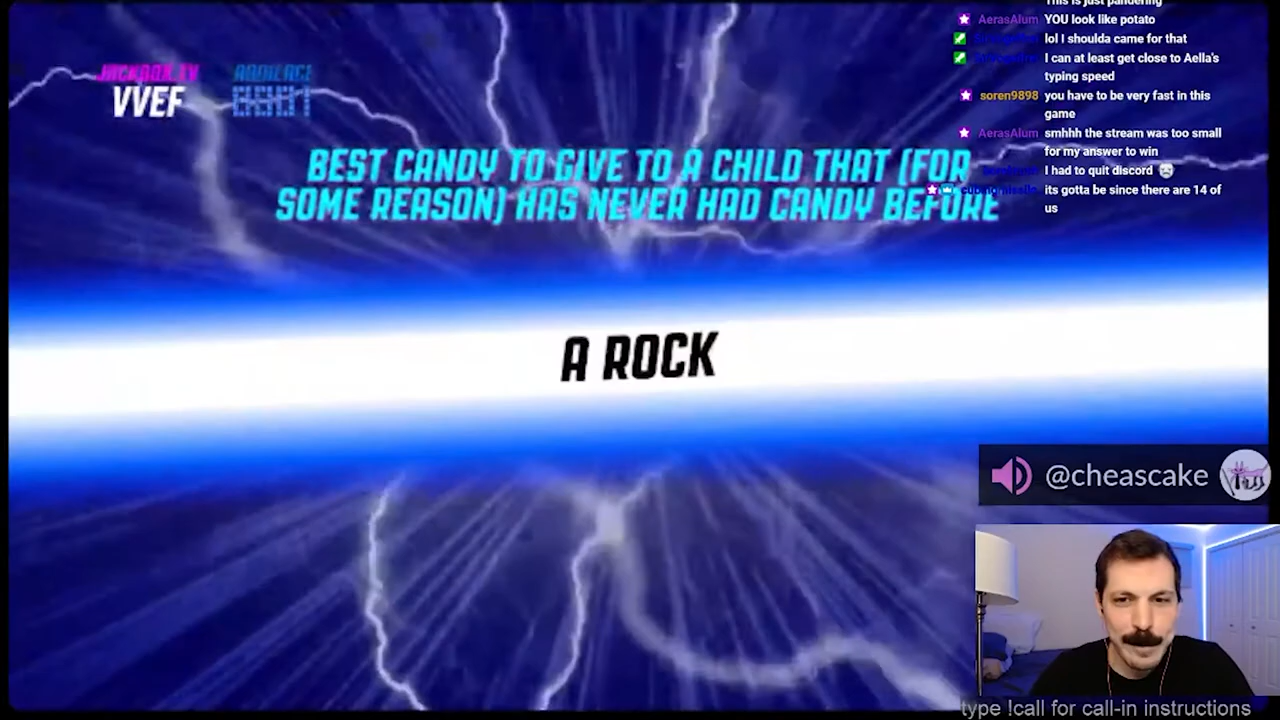 JACKBOX.TV
VVEF
AUDIENCE
BEST CANDY TO GIVE TO A CHILD THAT (FOR
SOME REASON) HAS NEVER HAD CANDY BEFORE
A ROCK
This is just pandering
AerasAlum YOU look like potato
lol I shoulda came for that
I can at least get close to Aella's
typing speed
soren9898 you have to be very fast in this
game
AerasAlum smhhh the stream was too small
for my answer to win
I had to quit discord
its gotta be since there are 14 of
us
@cheascake
type !call for call-in instructions